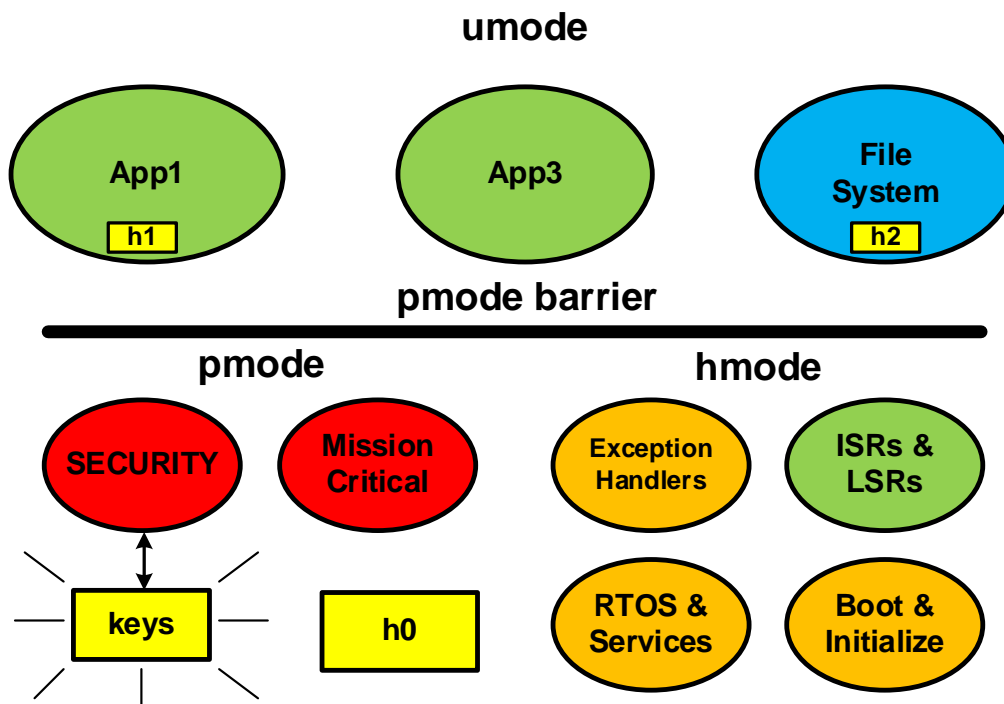 umode
App1
h1
App3
File
System
h2
pmode barrier
pmode
hmode
SECURITY
Mission
Critical
Exception
Handlers
ISRs &
LSRs
keys
h0
RTOS &
Services
Boot &
Initialize